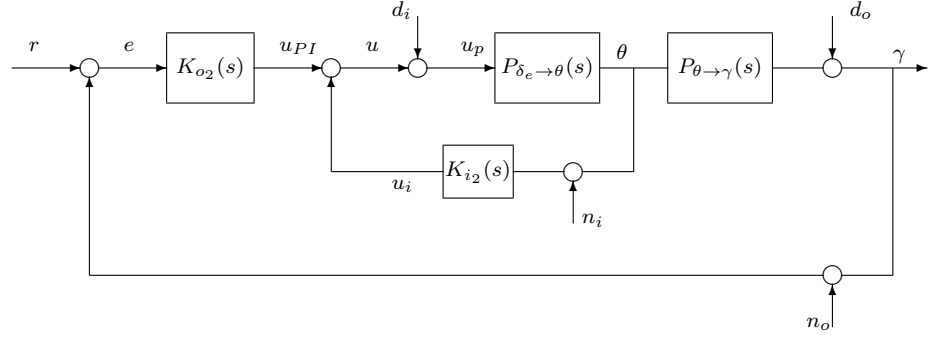 d_i
d_o
r
e
K_{o_2}(s)
u_{PI}
u
u_p
P_{δ_e→θ}(s)
θ
P_{θ→γ}(s)
γ
K_{i_2}(s)
u_i
n_i
n_o